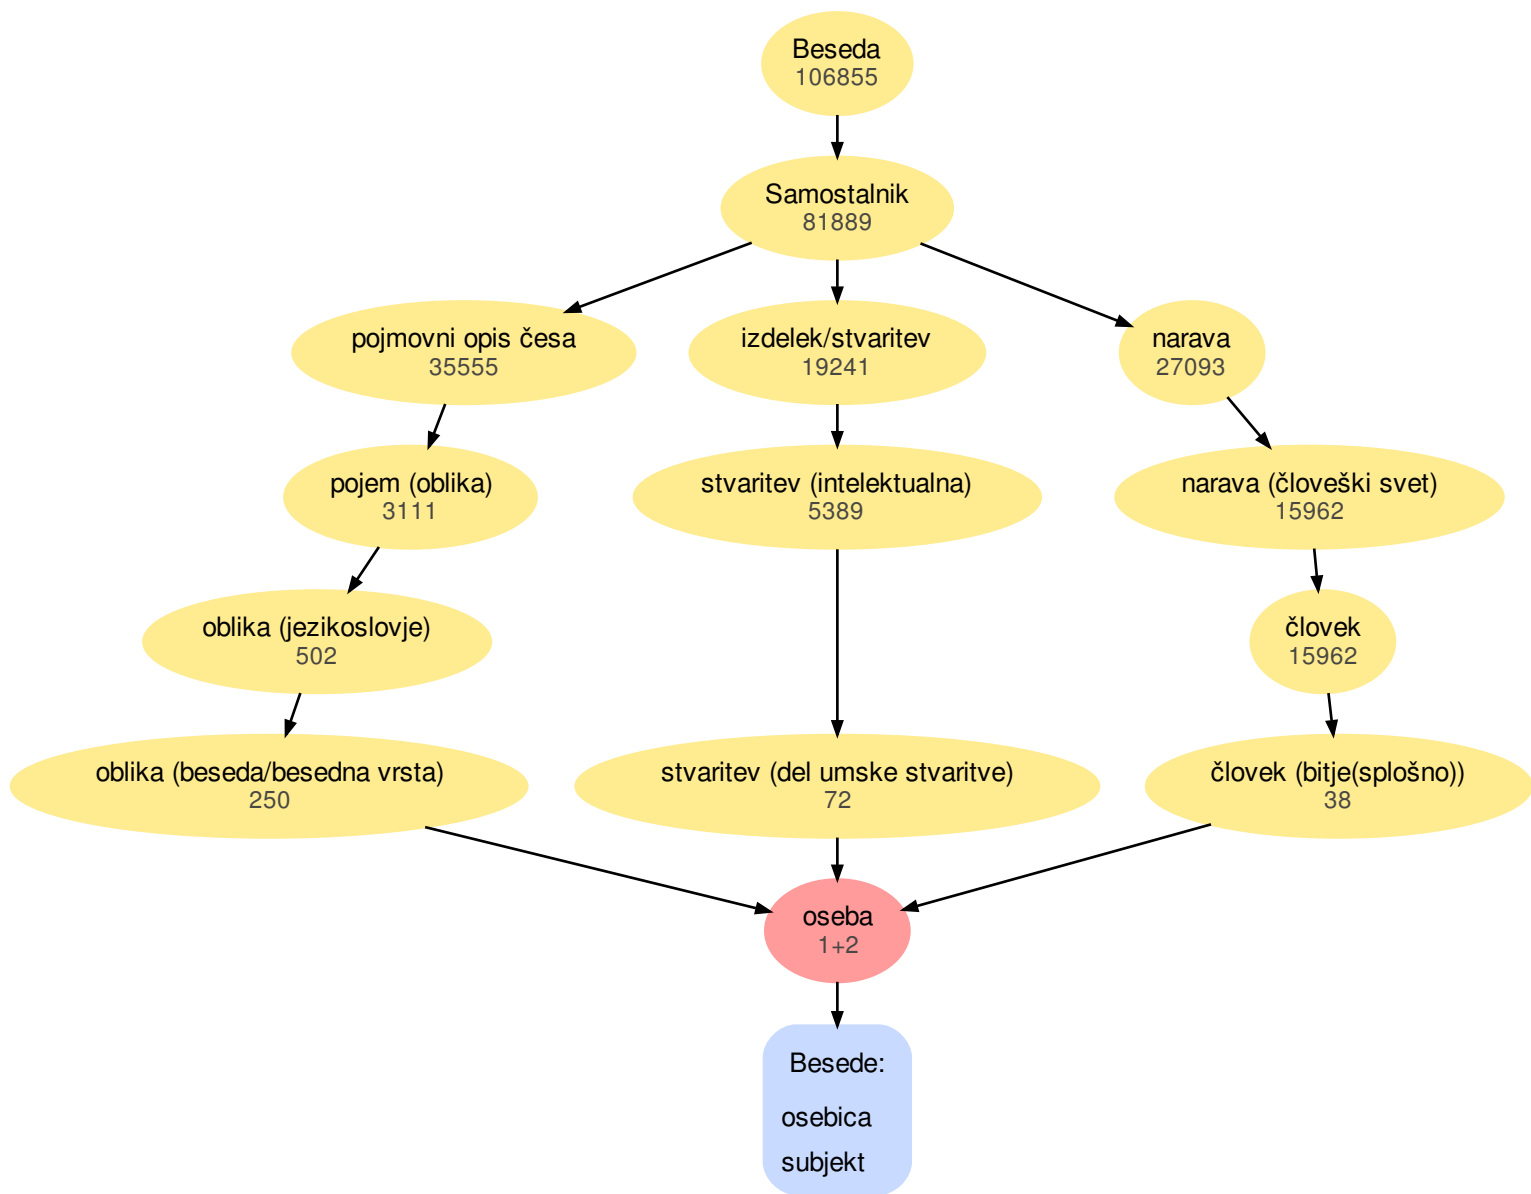 Beseda
106855
Samostalnik
81889
pojmovni opis česa
35555
izdelek/stvaritev
19241
narava
27093
pojem (oblika)
3111
stvaritev (intelektualna)
5389
narava (človeški svet)
15962
oblika (jezikoslovje)
502
človek
15962
oblika (beseda/besedna vrsta)
250
stvaritev (del umske stvaritve)
72
človek (bitje(splošno))
38
oseba
1+2
Besede:
osebica
subjekt